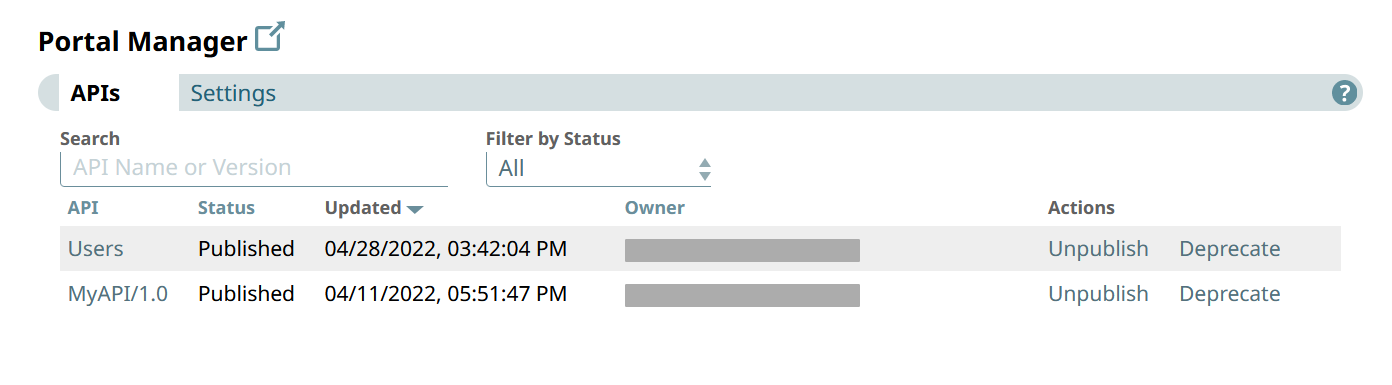 Portal Manager
APIs Settings ?
Search Filter by Status
API Name or Version All
API Status Updated Owner Actions
Users Published 04/28/2022, 03:42:04 PM Unpublish Deprecate
MyAPI/1.0 Published 04/11/2022, 05:51:47 PM Unpublish Deprecate